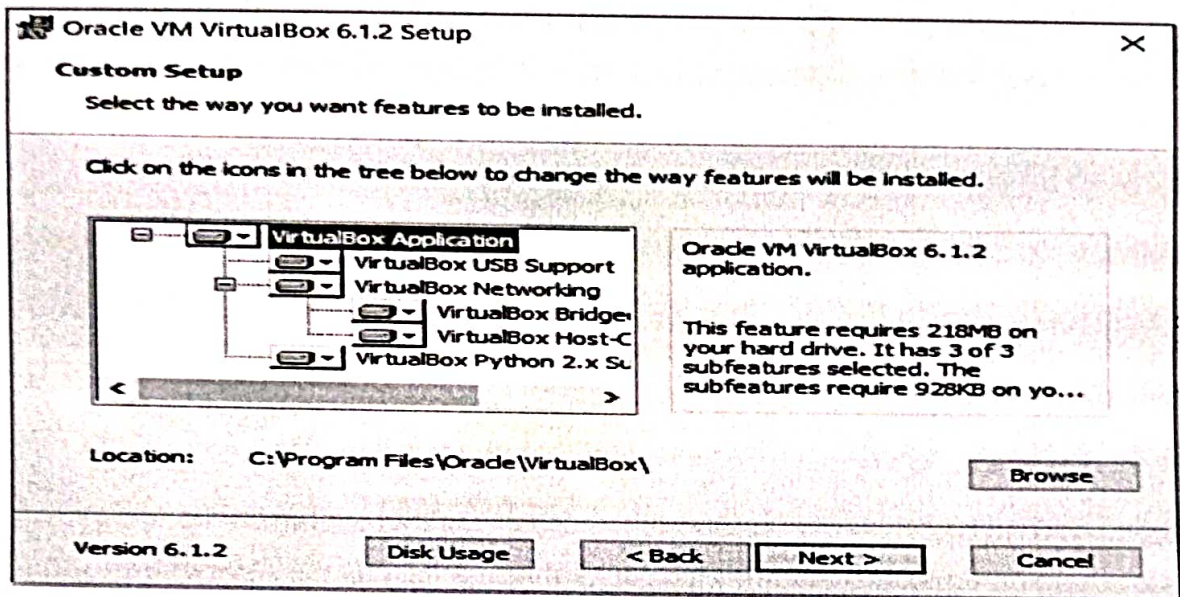 Oracle VM VirtualBox 6.1.2 Setup
Custom Setup
Select the way you want features to be installed.
Click on the icons in the tree below to change the way features will be installed.
VirtualBox Application
VirtualBox USB Support
VirtualBox Networking
VirtualBox Bridge
VirtualBox Host-C
VirtualBox Python 2.x Su
Oracle VM VirtualBox 6.1.2
application.
This feature requires 218MB on
your hard drive. It has 3 of 3
subfeatures selected. The
subfeatures require 928KB on yo...
Location: C:\Program Files\Oracle\VirtualBox\
Browse
Version 6.1.2
Disk Usage
< Back
Next >
Cancel